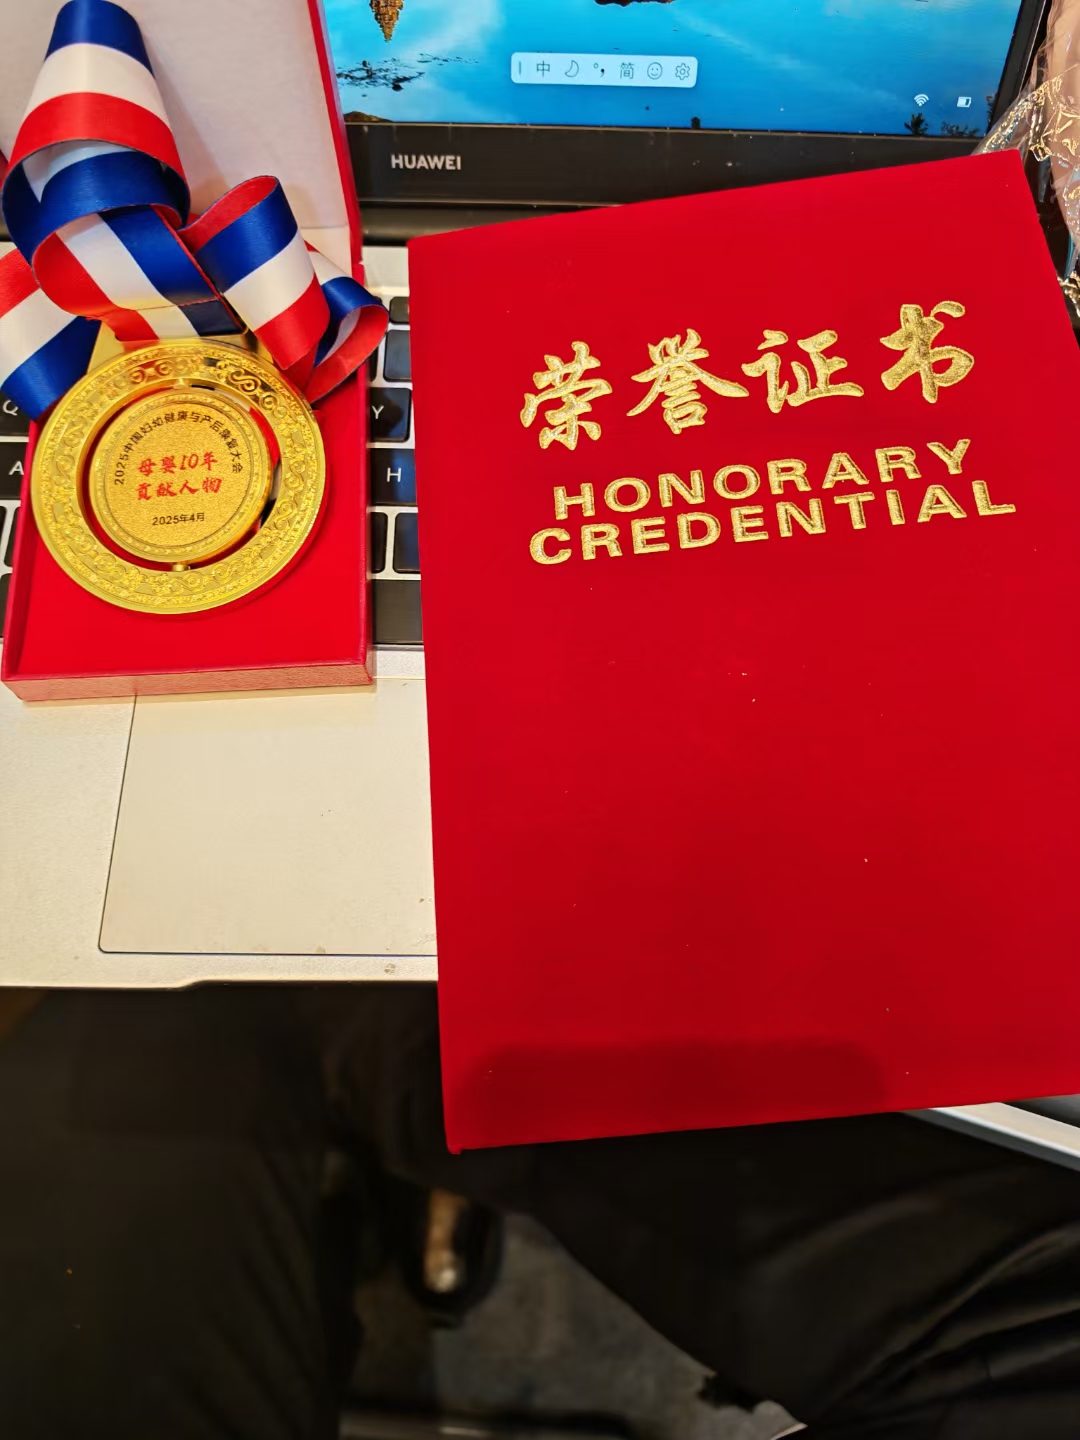 中 简
HUAWEI
2025中国妇幼健康与产后康复大会
母婴10年
贡献人物
2025年4月
荣誉证书
HONORARY
CREDENTIAL
Q
Y
A
H